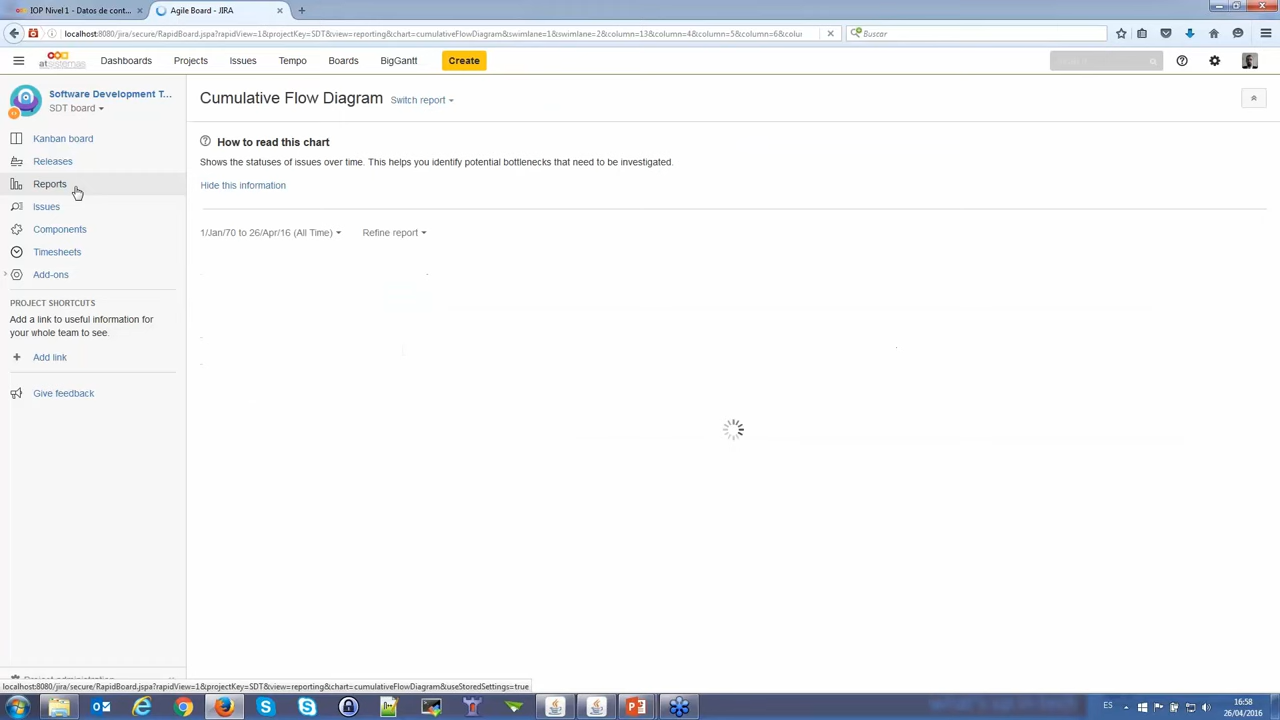 IOP Nivel 1 - Datos de cont...
Agile Board - JIRA
localhost:8080/jira/secure/RapidBoard.jspa?rapidView=1&projectKey=SDT&view=reporting&chart=cumulativeFlowDiagram&swimlane=1&swimlane=2&column=13&column=4&column=5&column=6&colu
Buscar
atsistemas
Dashboards
Projects
Issues
Tempo
Boards
BigGantt
Create
Software Development T...
SDT board
Kanban board
Releases
Reports
Issues
Components
Timesheets
Add-ons
PROJECT SHORTCUTS
Add a link to useful information for
your whole team to see.
Add link
Give feedback
Cumulative Flow Diagram
Switch report
How to read this chart
Shows the statuses of issues over time. This helps you identify potential bottlenecks that need to be investigated.
Hide this information
1/Jan/70 to 26/Apr/16 (All Time)
Refine report
localhost:8080/jira/secure/RapidBoard.jspa?rapidView=1&projectKey=SDT&view=reporting&chart=cumulativeFlowDiagram&useStoredSettings=true
ES
16:58
26/04/2016